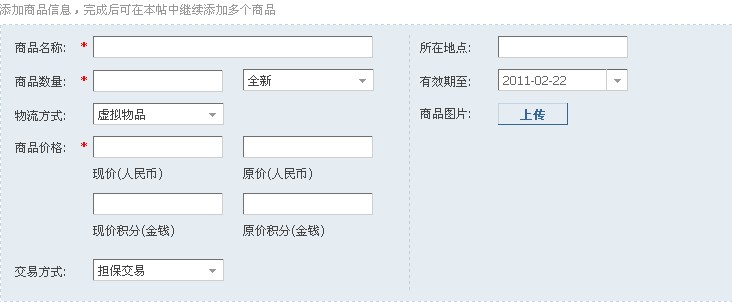 添加商品信息，完成后可在本帖中继续添加多个商品
商品名称: *
商品数量: * 全新
物流方式: 虚拟物品
商品价格: *
现价(人民币) 原价(人民币)
现价积分(金钱) 原价积分(金钱)
交易方式: 担保交易
所在地点:
有效期至: 2011-02-22
商品图片: 上传